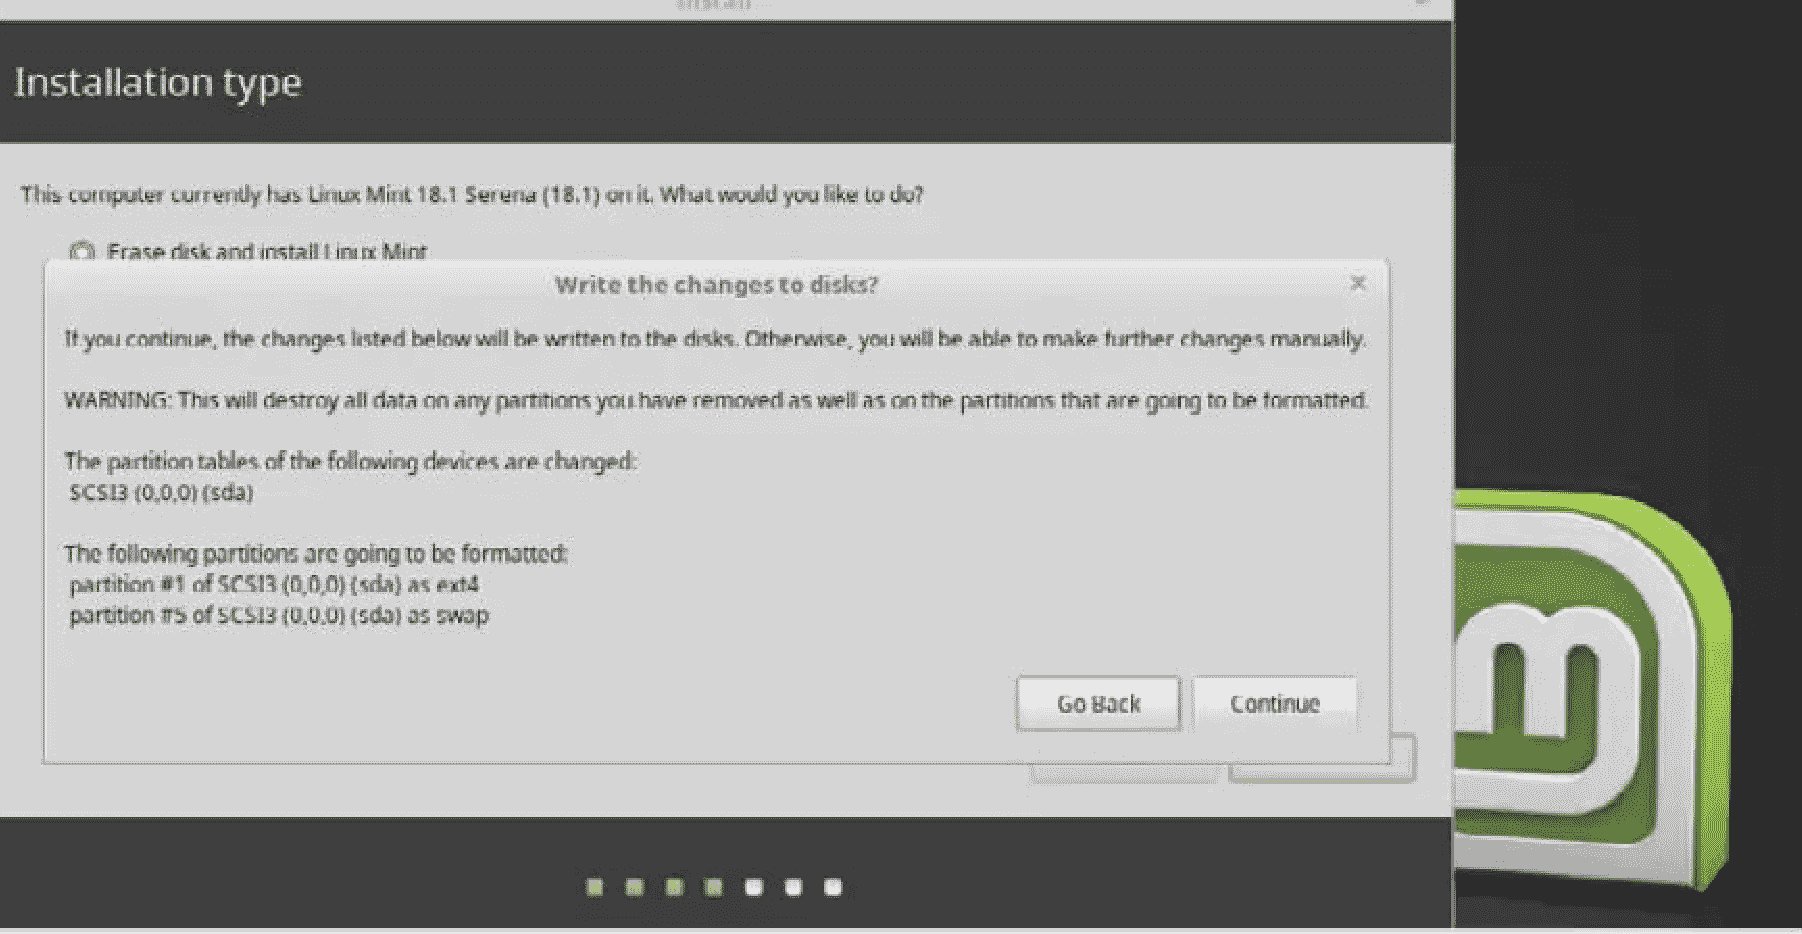 Install
Installation type
This computer currently has Linux Mint 18.1 Serena (18.1) on it. What would you like to do?
Erase disk and install Linux Mint
Write the changes to disks?
If you continue, the changes listed below will be written to the disks. Otherwise, you will be able to make further changes manually.
WARNING: This will destroy all data on any partitions you have removed as well as on the partitions that are going to be formatted.
The partition tables of the following devices are changed:
SCSI3 (0,0,0) (sda)
The following partitions are going to be formatted:
partition #1 of SCSI3 (0,0,0) (sda) as ext4
partition #5 of SCSI3 (0,0,0) (sda) as swap
Go Back
Continue